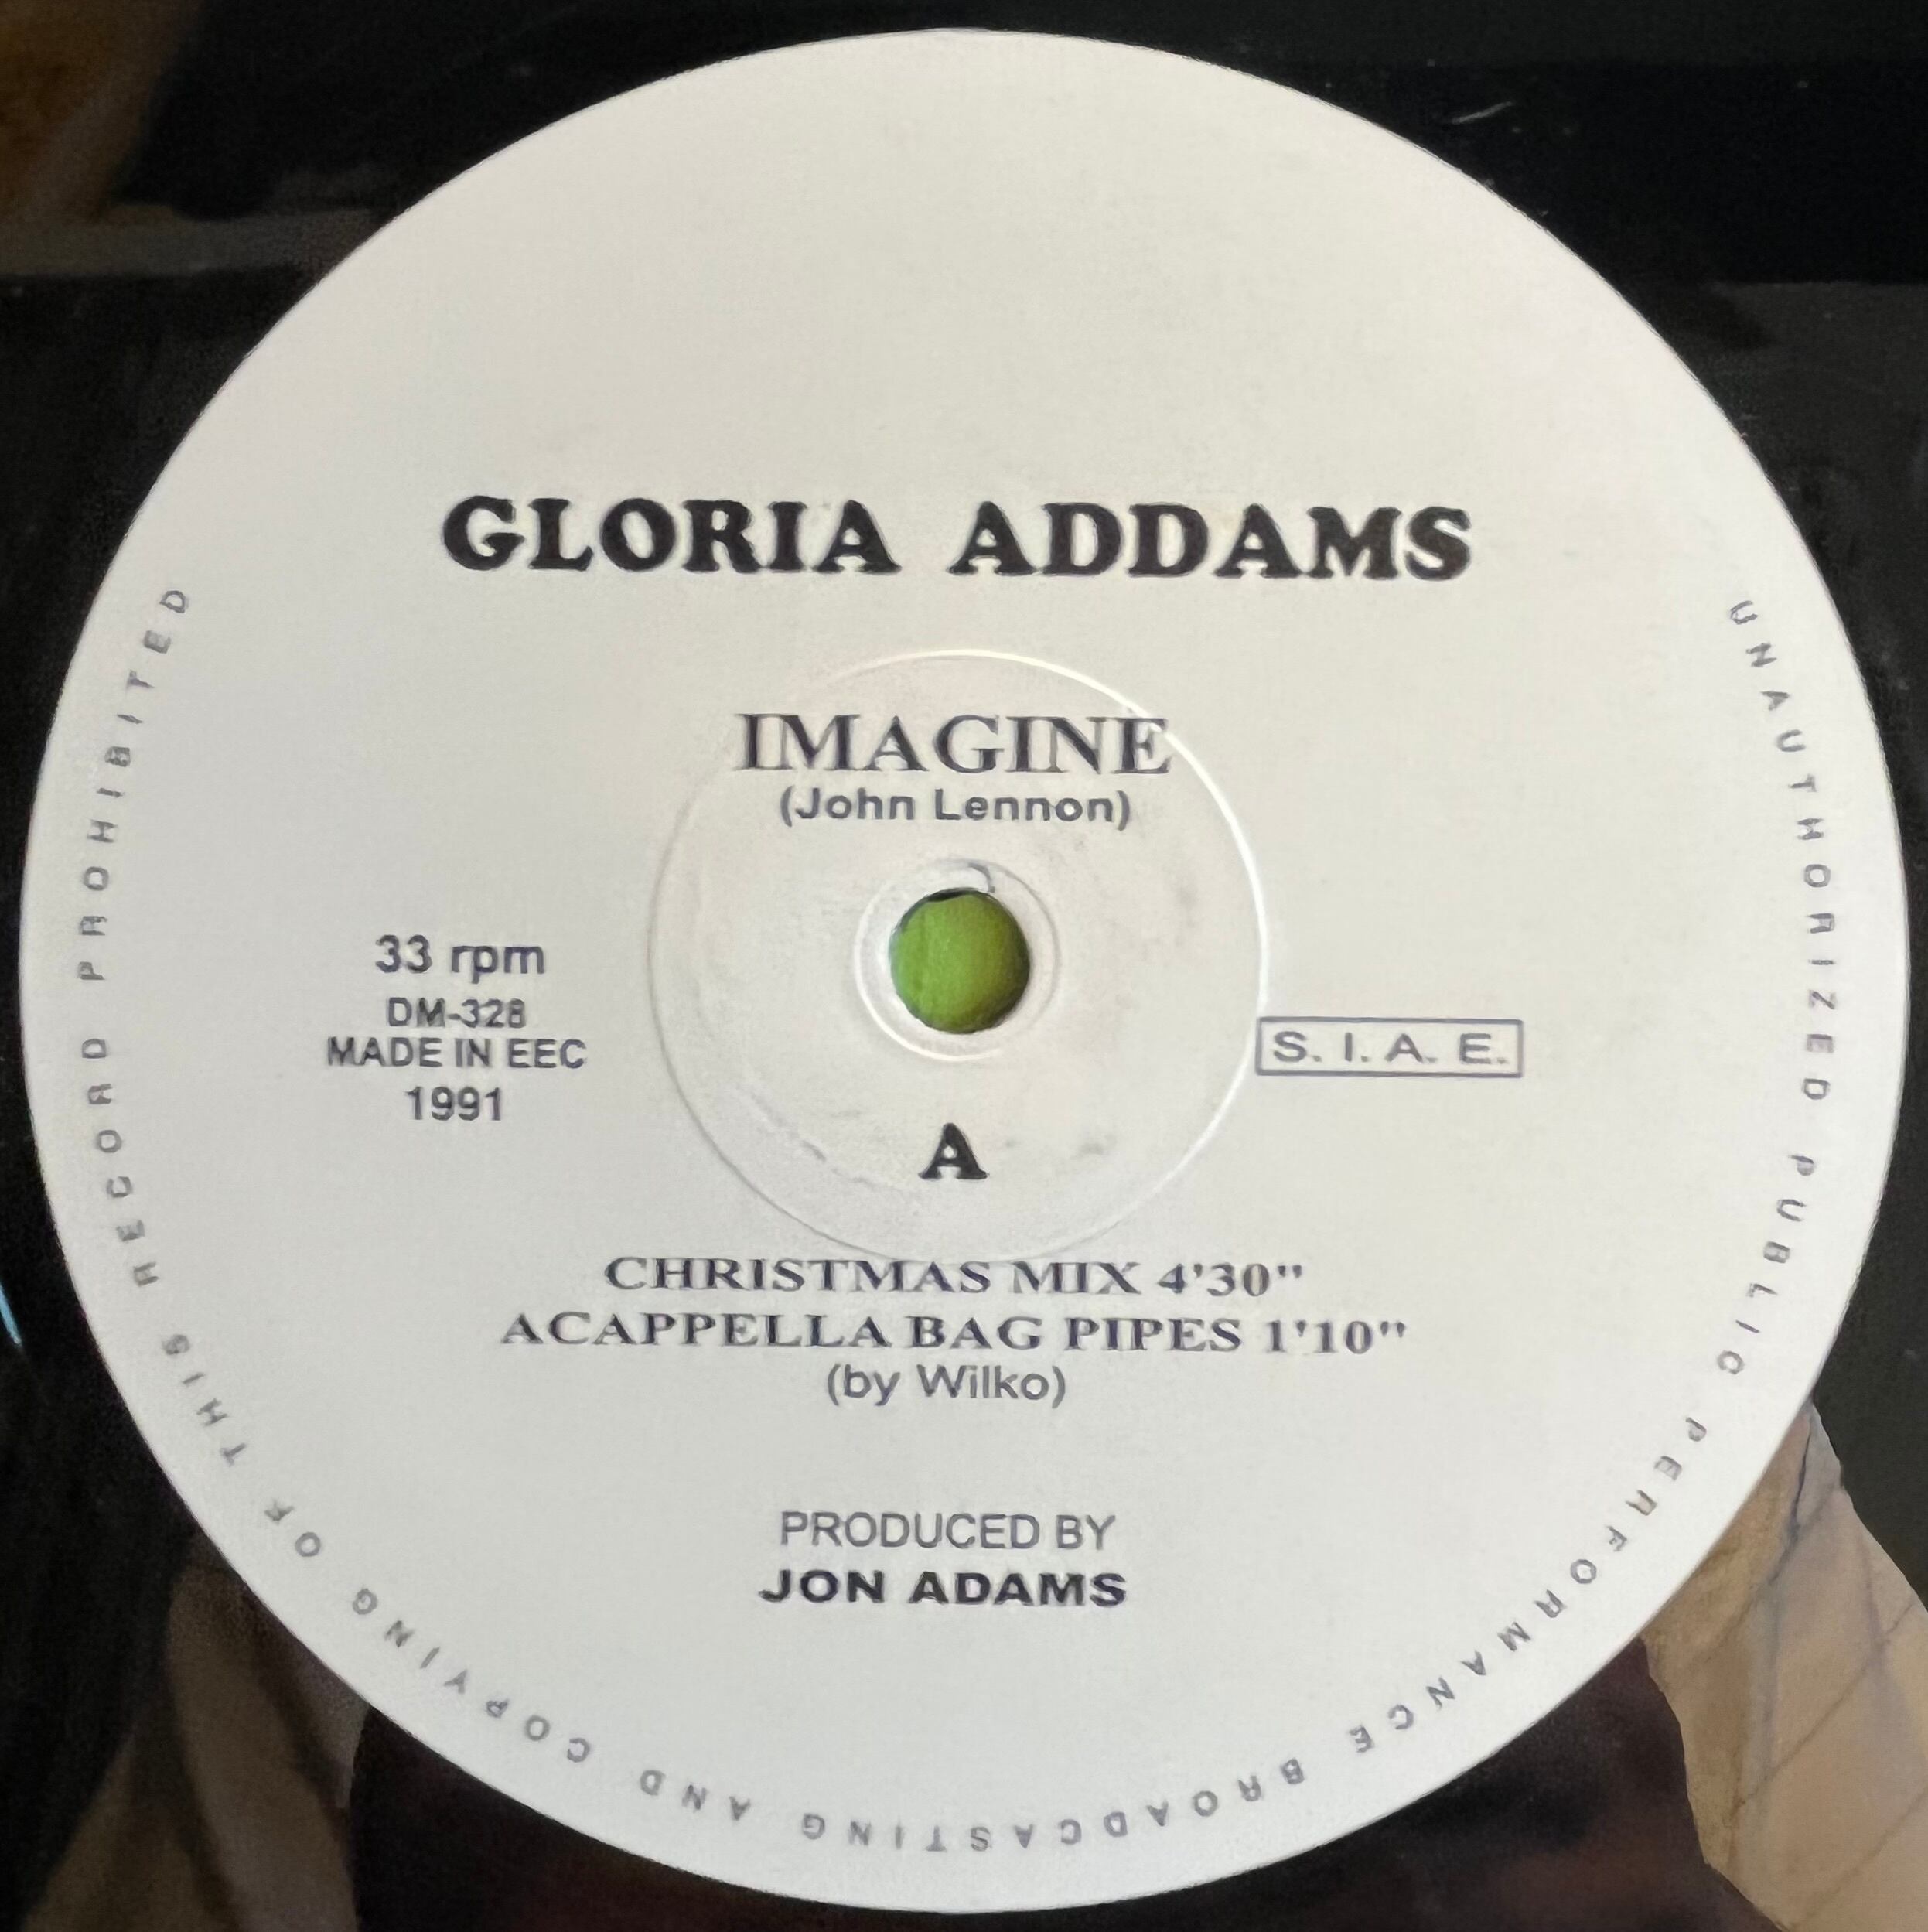 GLORIA ADDAMS
IMAGINE
(John Lennon)
33 rpm
DM-328
MADE IN EEC
1991
S. I. A. E.
A
CHRISTMAS MIX 4'30"
ACAPPELLA BAG PIPES 1'10"
(by Wilko)
PRODUCED BY
JON ADAMS
UNAUTHORIZED PUBLIC PERFORMANCE BROADCASTING AND COPYING OF THIS RECORD PROHIBITED